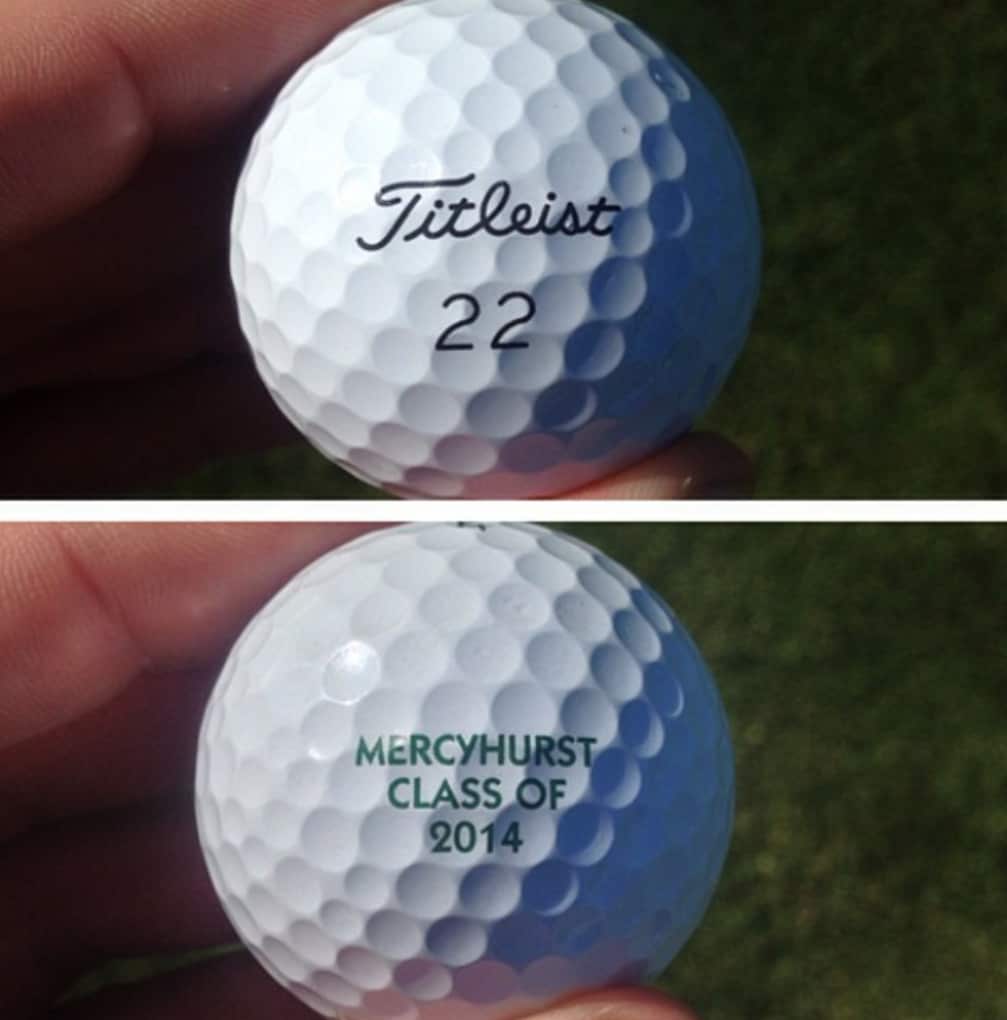 Titleist
22
MERCYHURST
CLASS OF
2014